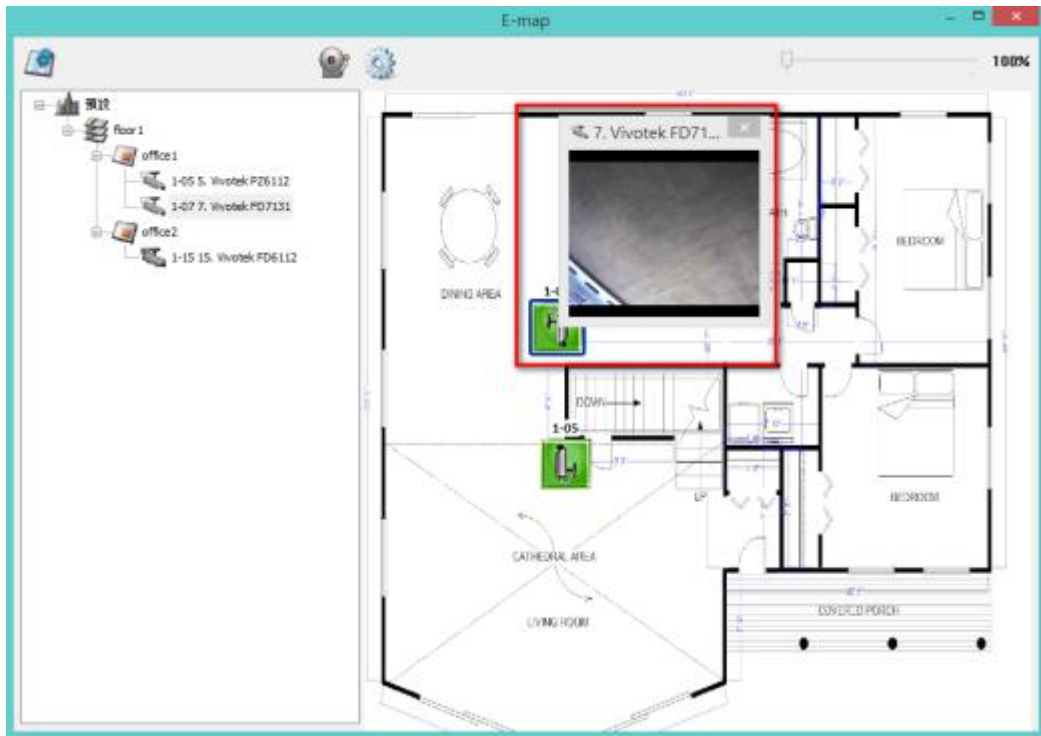 E-map
100%
預設
floor1
office1
1-05 5. Vivotek PZ6112
1-07 7. Vivotek FD7131
office2
1-15 15. Vivotek FD6112
7. Vivotek FD71...
BEDROOM
DINING AREA
DOWN
1-05
UP
BEDROOM
CATHEDRAL AREA
COVERED PORCH
LIVING ROOM